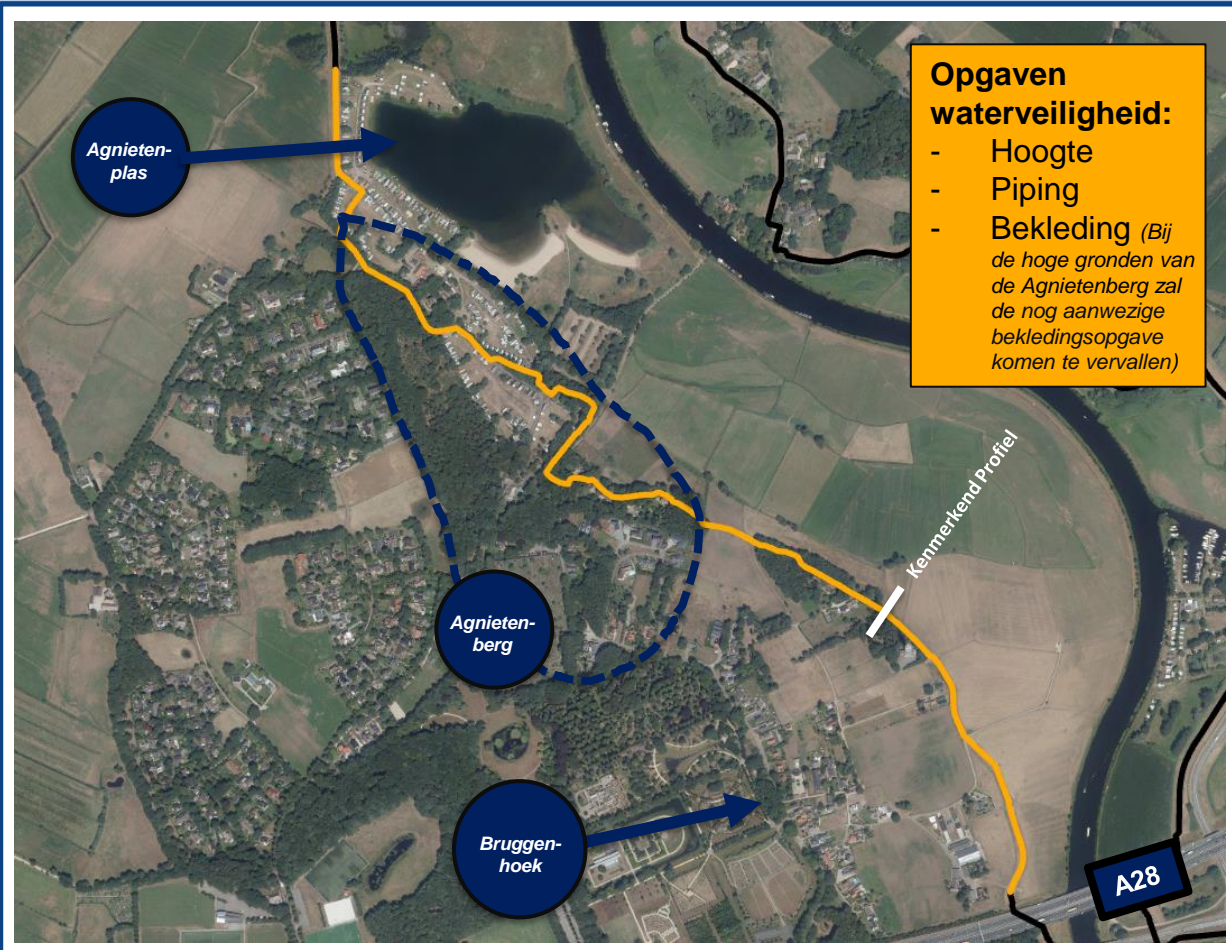 Opgaven
waterveiligheid:
- Hoogte
- Piping
- Bekleding (Bij
de hoge gronden van
de Agnietenberg zal
de nog aanwezige
bekledingsopgave
komen te vervallen)
Agnieten-
plas
Kenmerkend Profiel
Agnieten-
berg
Bruggen-
hoek
A28